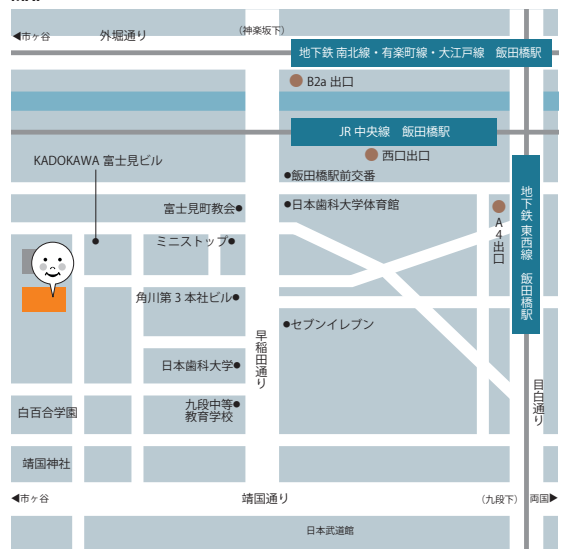 ◀市ヶ谷
外堀通り
(神楽坂下)
地下鉄 南北線・有楽町線・大江戸線 飯田橋駅
B2a 出口
JR 中央線 飯田橋駅
西口出口
KADOKAWA 富士見ビル
●飯田橋駅前交番
富士見町教会●
●日本歯科大学体育館
A4出口
地下鉄 東西線 飯田橋駅
ミニストップ●
角川第 3 本社ビル●
●セブンイレブン
早稲田通り
日本歯科大学●
目白通り
白百合学園
九段中等●
教育学校
靖国神社
◀市ヶ谷
靖国通り
(九段下)
両国▶
日本武道館